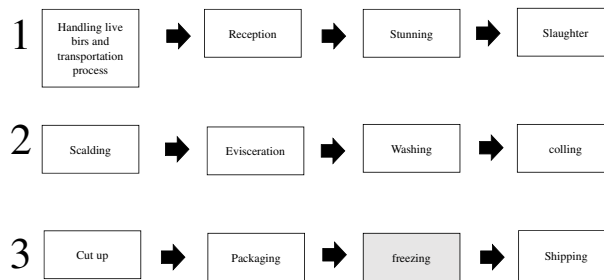 1
Handling live
birs and
transportation
process
Reception
Stunning
Slaughter
2
Scalding
Evisceration
Washing
colling
3
Cut up
Packaging
freezing
Shipping